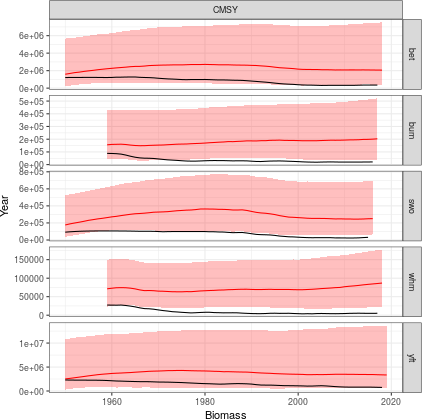 CMSY
6e+06
4e+06
2e+06
0e+00
bet
5e+05
4e+05
3e+05
2e+05
1e+05
0e+00
bum
8e+05
6e+05
4e+05
2e+05
0e+00
swo
150000
100000
50000
0
whm
1e+07
5e+06
0e+00
yft
Year
1960
1980
2000
2020
Biomass